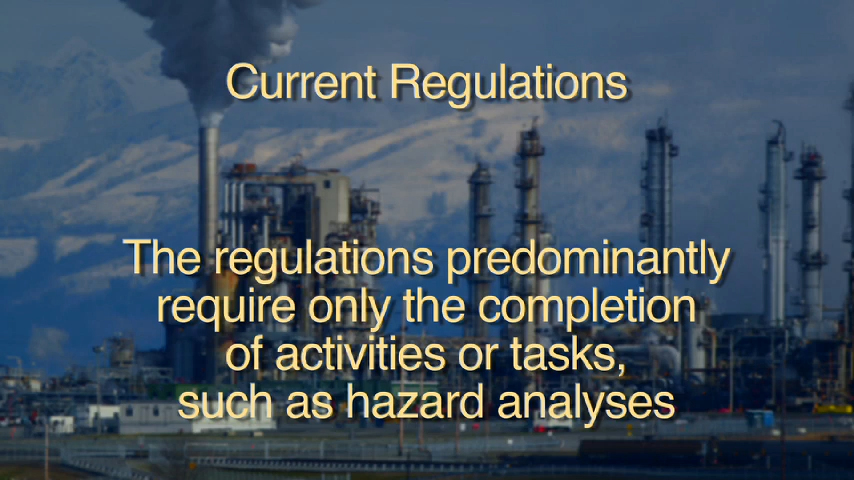 Current Regulations
The regulations predominantly
require only the completion
of activities or tasks,
such as hazard analyses